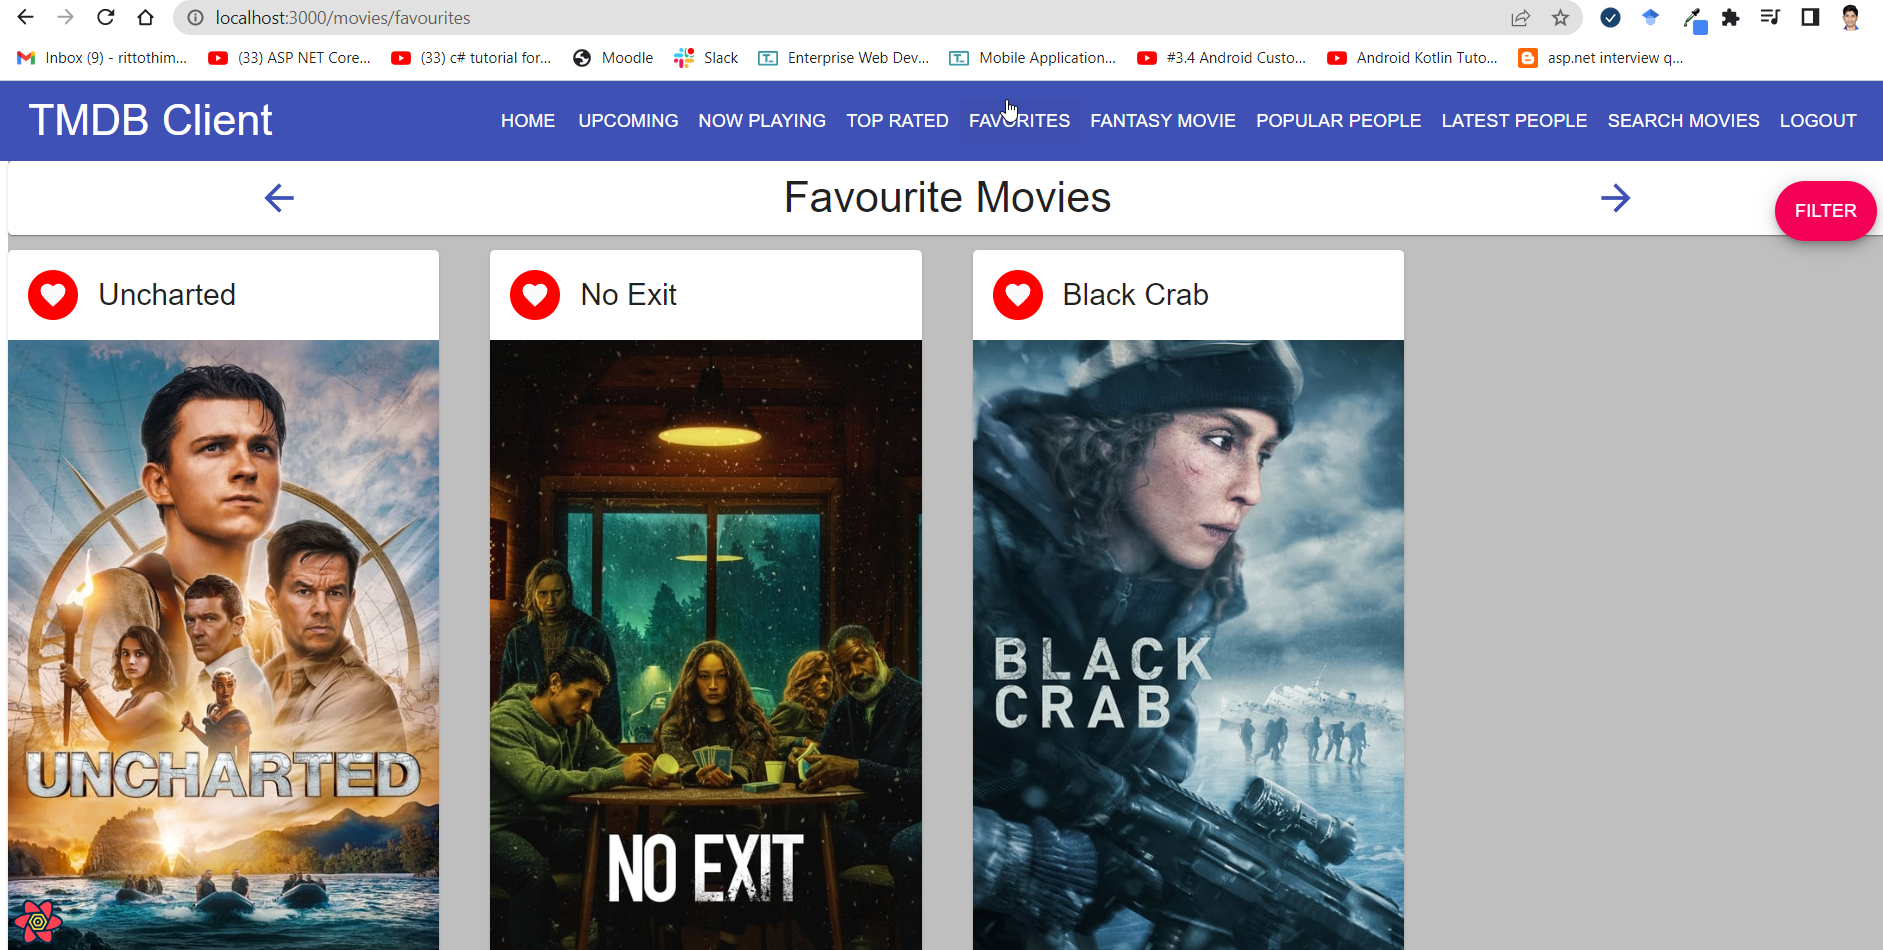 localhost:3000/movies/favourites
Inbox (9) - rittothim... (33) ASP NET Core... (33) c# tutorial for... Moodle Slack Enterprise Web Dev... Mobile Application... #3.4 Android Custo... Android Kotlin Tuto... asp.net interview q...
TMDB Client HOME UPCOMING NOW PLAYING TOP RATED FAVORITES FANTASY MOVIE POPULAR PEOPLE LATEST PEOPLE SEARCH MOVIES LOGOUT
Favourite Movies FILTER
Uncharted No Exit Black Crab
BLACK
CRAB
UNCHARTED
NO EXIT